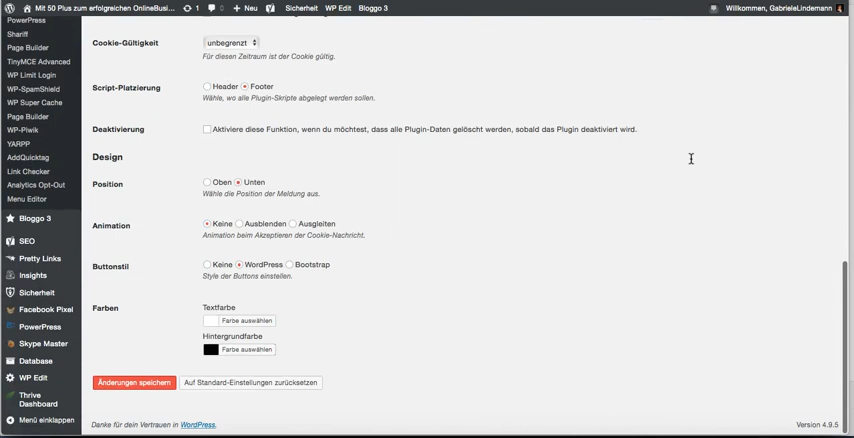 Mit 50 Plus zum erfolgreichen OnlineBusi... 1 0 + Neu Sicherheit WP Edit Bloggo 3 Willkommen, GabrieleLindemann
PowerPress
Shariff
Page Builder
TinyMCE Advanced
WP Limit Login
WP-SpamShield
WP Super Cache
Page Builder
WP-Piwik
YARPP
AddQuicktag
Link Checker
Analytics Opt-Out
Menu Editor
Bloggo 3
SEO
Pretty Links
Insights
Sicherheit
Facebook Pixel
PowerPress
Skype Master
Database
WP Edit
Thrive
Dashboard
Menü einklappen
Cookie-Gültigkeit unbegrenzt
Für diesen Zeitraum ist der Cookie gültig.
Script-Platzierung Header Footer
Wähle, wo alle Plugin-Skripte abgelegt werden sollen.
Deaktivierung Aktiviere diese Funktion, wenn du möchtest, dass alle Plugin-Daten gelöscht werden, sobald das Plugin deaktiviert wird.
Design
Position Oben Unten
Wähle die Position der Meldung aus.
Animation Keine Ausblenden Ausgleiten
Animation beim Akzeptieren der Cookie-Nachricht.
Buttonstil Keine WordPress Bootstrap
Style der Buttons einstellen.
Farben Textfarbe
Farbe auswählen
Hintergrundfarbe
Farbe auswählen
Änderungen speichern Auf Standard-Einstellungen zurücksetzen
Danke für dein Vertrauen in WordPress. Version 4.9.5